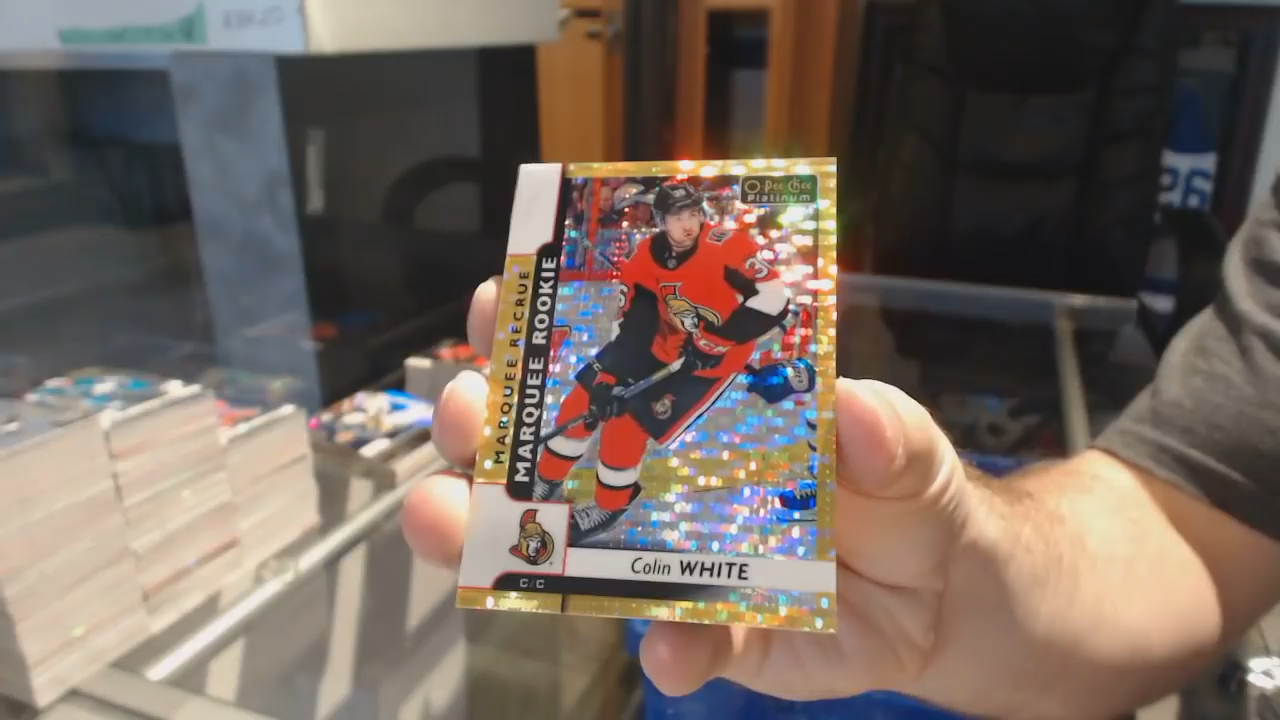 O-Pee-Chee
Platinum
MARQUEE RECRUE
MARQUEE ROOKIE
Colin WHITE
C/C